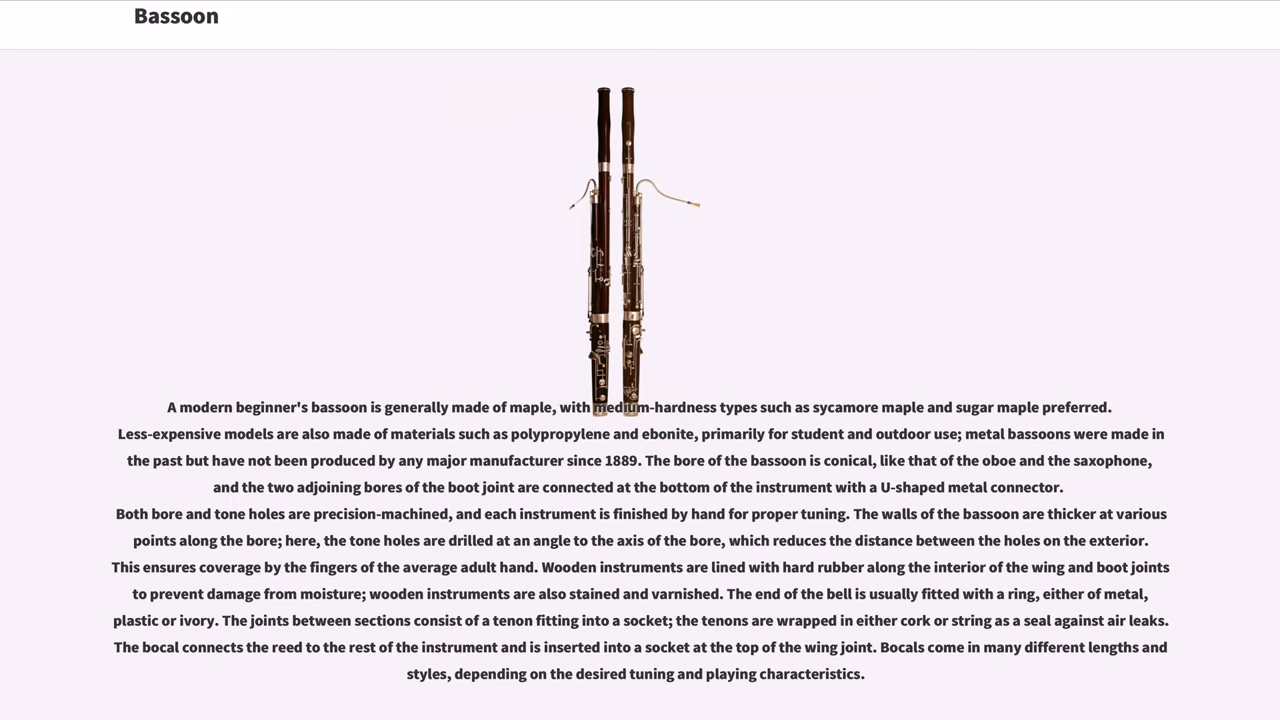 Bassoon
A modern beginner's bassoon is generally made of maple, with medium-hardness types such as sycamore maple and sugar maple preferred.
Less-expensive models are also made of materials such as polypropylene and ebonite, primarily for student and outdoor use; metal bassoons were made in
the past but have not been produced by any major manufacturer since 1889. The bore of the bassoon is conical, like that of the oboe and the saxophone,
and the two adjoining bores of the boot joint are connected at the bottom of the instrument with a U-shaped metal connector.
Both bore and tone holes are precision-machined, and each instrument is finished by hand for proper tuning. The walls of the bassoon are thicker at various
points along the bore; here, the tone holes are drilled at an angle to the axis of the bore, which reduces the distance between the holes on the exterior.
This ensures coverage by the fingers of the average adult hand. Wooden instruments are lined with hard rubber along the interior of the wing and boot joints
to prevent damage from moisture; wooden instruments are also stained and varnished. The end of the bell is usually fitted with a ring, either of metal,
plastic or ivory. The joints between sections consist of a tenon fitting into a socket; the tenons are wrapped in either cork or string as a seal against air leaks.
The bocal connects the reed to the rest of the instrument and is inserted into a socket at the top of the wing joint. Bocals come in many different lengths and
styles, depending on the desired tuning and playing characteristics.